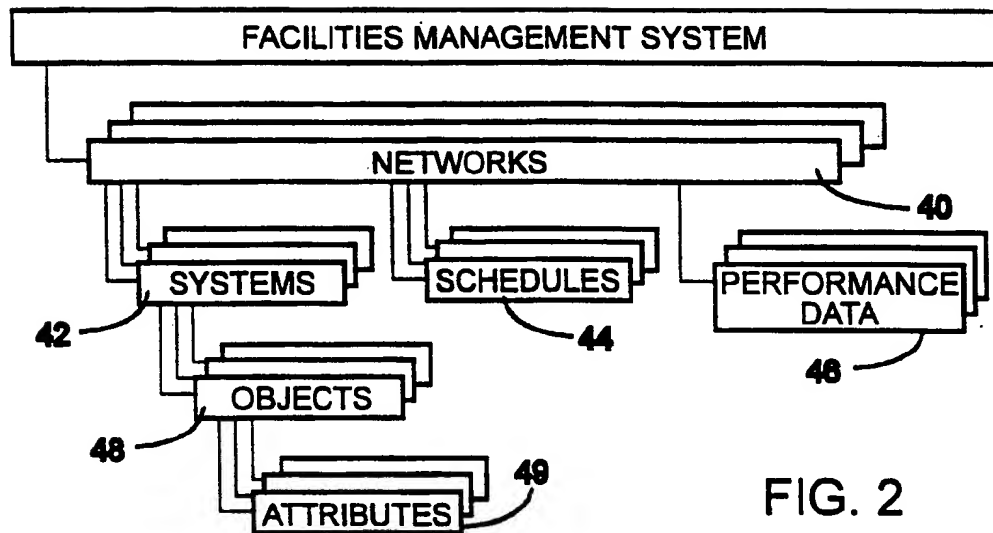 FACILITIES MANAGEMENT SYSTEM
NETWORKS
40
SYSTEMS
SCHEDULES
PERFORMANCE
DATA
42
44
46
OBJECTS
48
ATTRIBUTES
49
FIG. 2